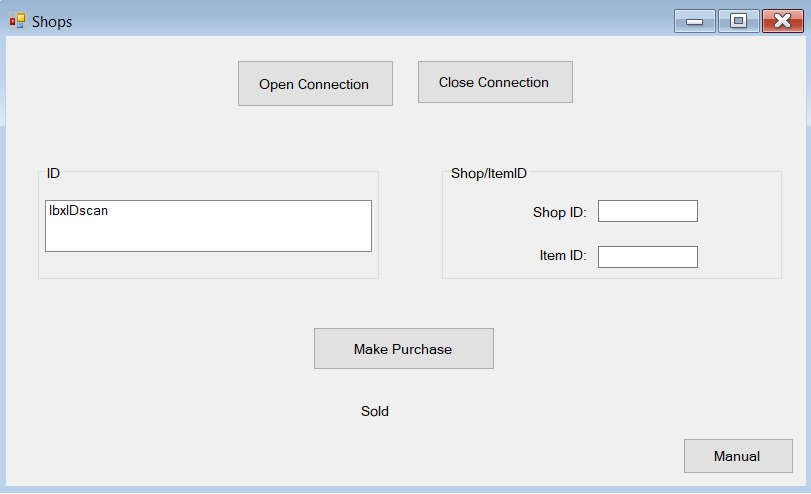 Shops
Open Connection
Close Connection
ID
lbxIDscan
Shop/ItemID
Shop ID:
Item ID:
Make Purchase
Sold
Manual